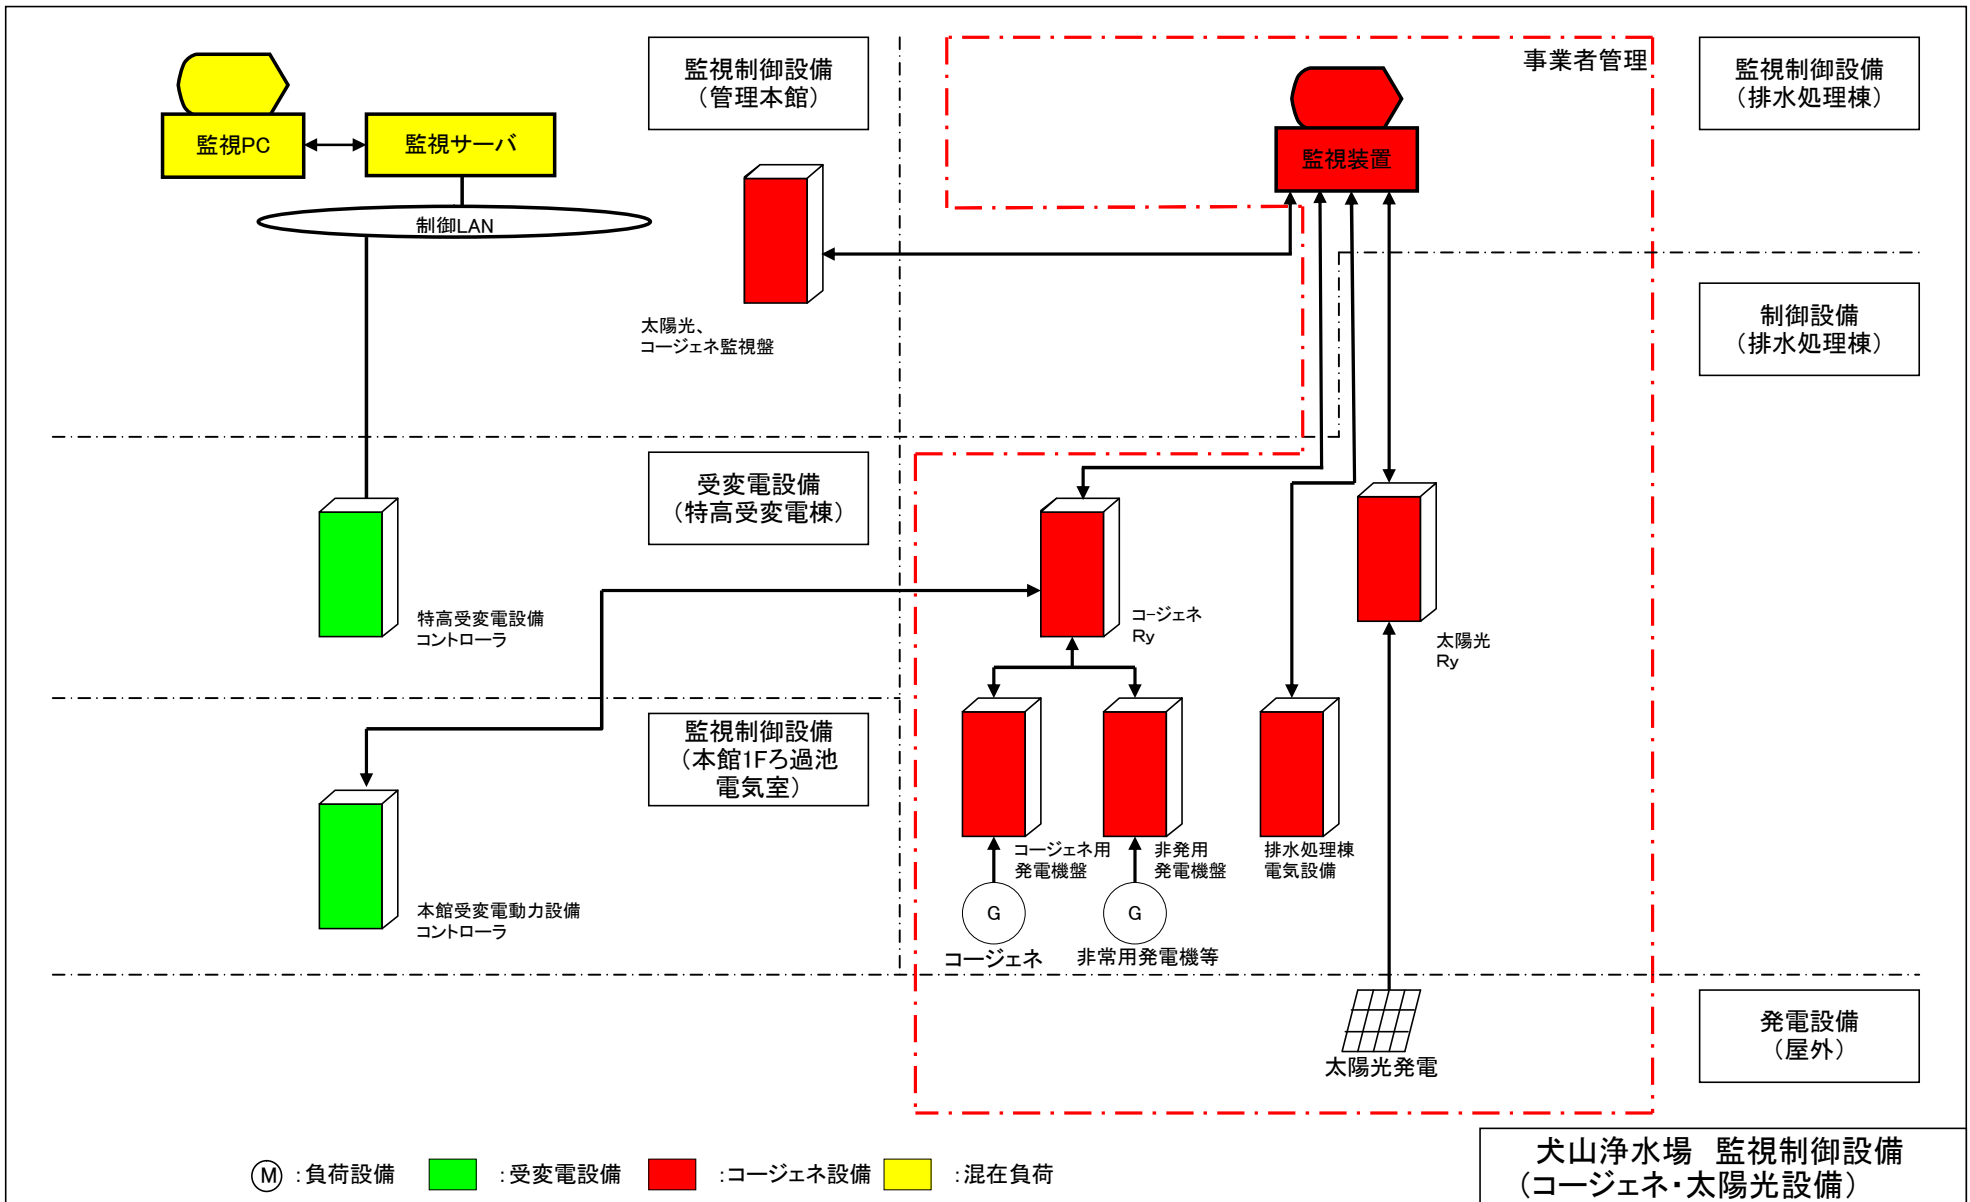 監視制御設備
（管理本館）
事業者管理
監視制御設備
（排水処理棟）
監視PC
監視サーバ
監視装置
制御LAN
太陽光、
コージェネ監視盤
制御設備
（排水処理棟）
受変電設備
（特高受変電棟）
特高受変電設備
コントローラ
コージェネ
Ry
太陽光
Ry
監視制御設備
（本館1Fろ過池
電気室）
本館受変電動力設備
コントローラ
コージェネ用
発電機盤
非発用
発電機盤
排水処理棟
電気設備
G
G
コージェネ
非常用発電機等
太陽光発電
発電設備
（屋外）
M：負荷設備
：受変電設備
：コージェネ設備
：混在負荷
犬山浄水場　監視制御設備
（コージェネ・太陽光設備）